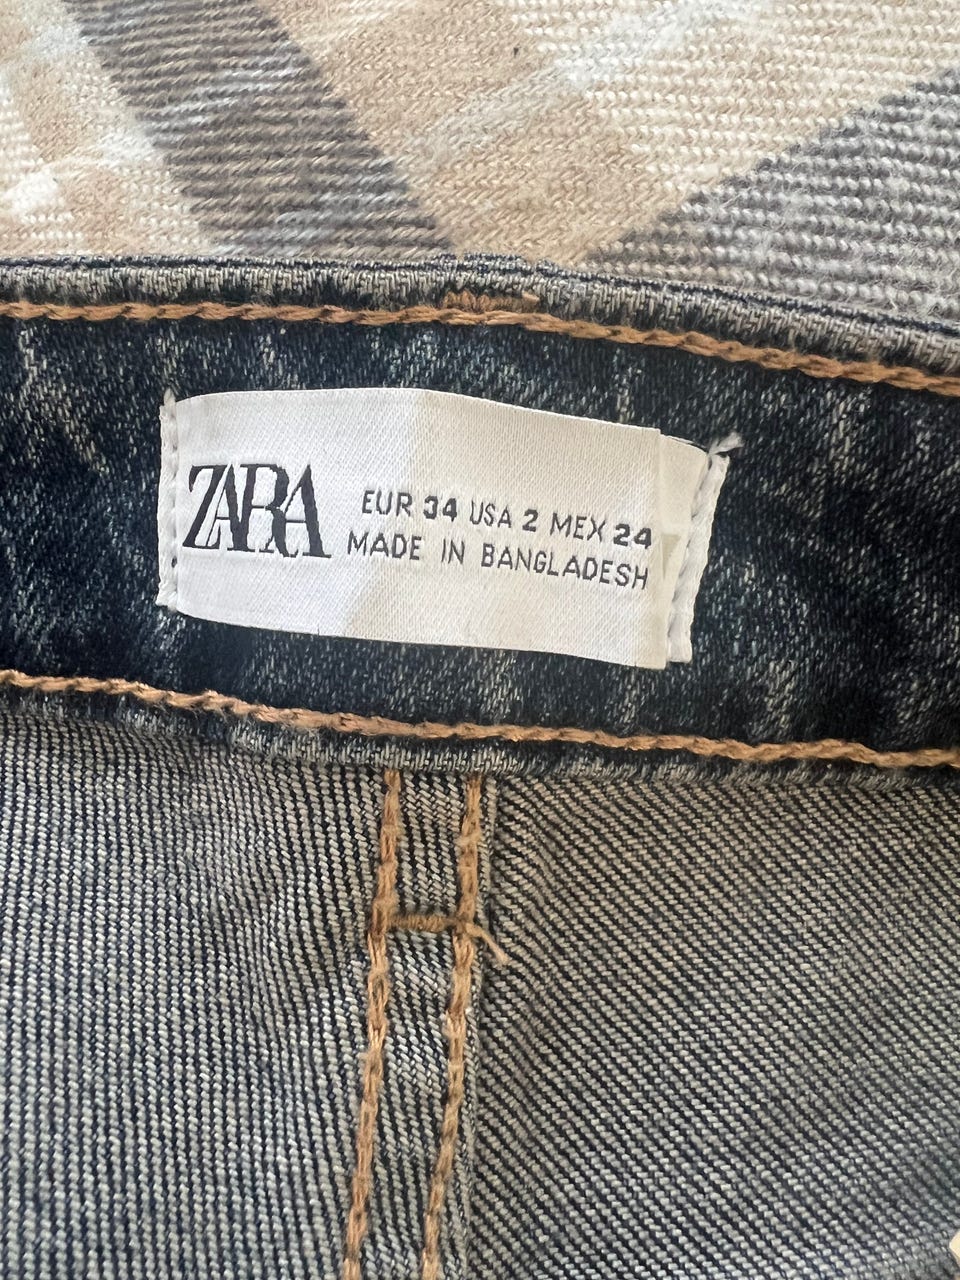 ZARA
EUR 34 USA 2 MEX 24
MADE IN BANGLADESH